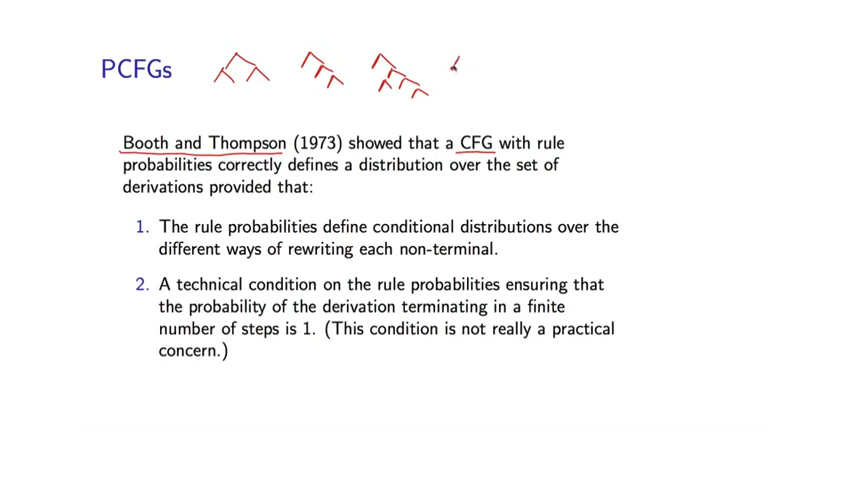 PCFGs
Booth and Thompson (1973) showed that a CFG with rule
probabilities correctly defines a distribution over the set of
derivations provided that:
1. The rule probabilities define conditional distributions over the
different ways of rewriting each non-terminal.
2. A technical condition on the rule probabilities ensuring that
the probability of the derivation terminating in a finite
number of steps is 1. (This condition is not really a practical
concern.)